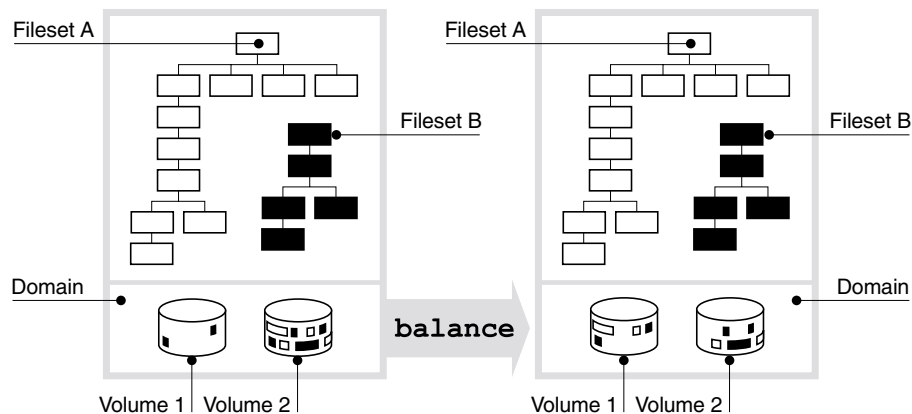 Fileset A
Fileset A
Fileset B
Fileset B
Domain
Domain
balance
Volume 1
Volume 2
Volume 1
Volume 2